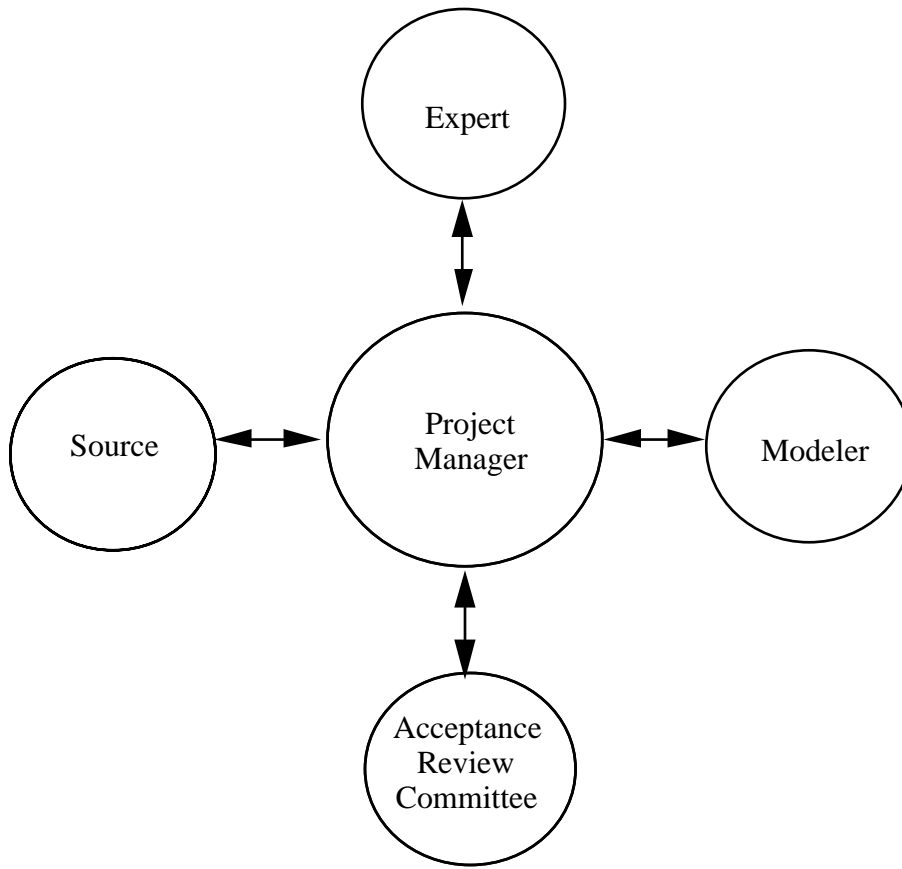 Expert
Source
Project
Manager
Modeler
Acceptance
Review
Committee